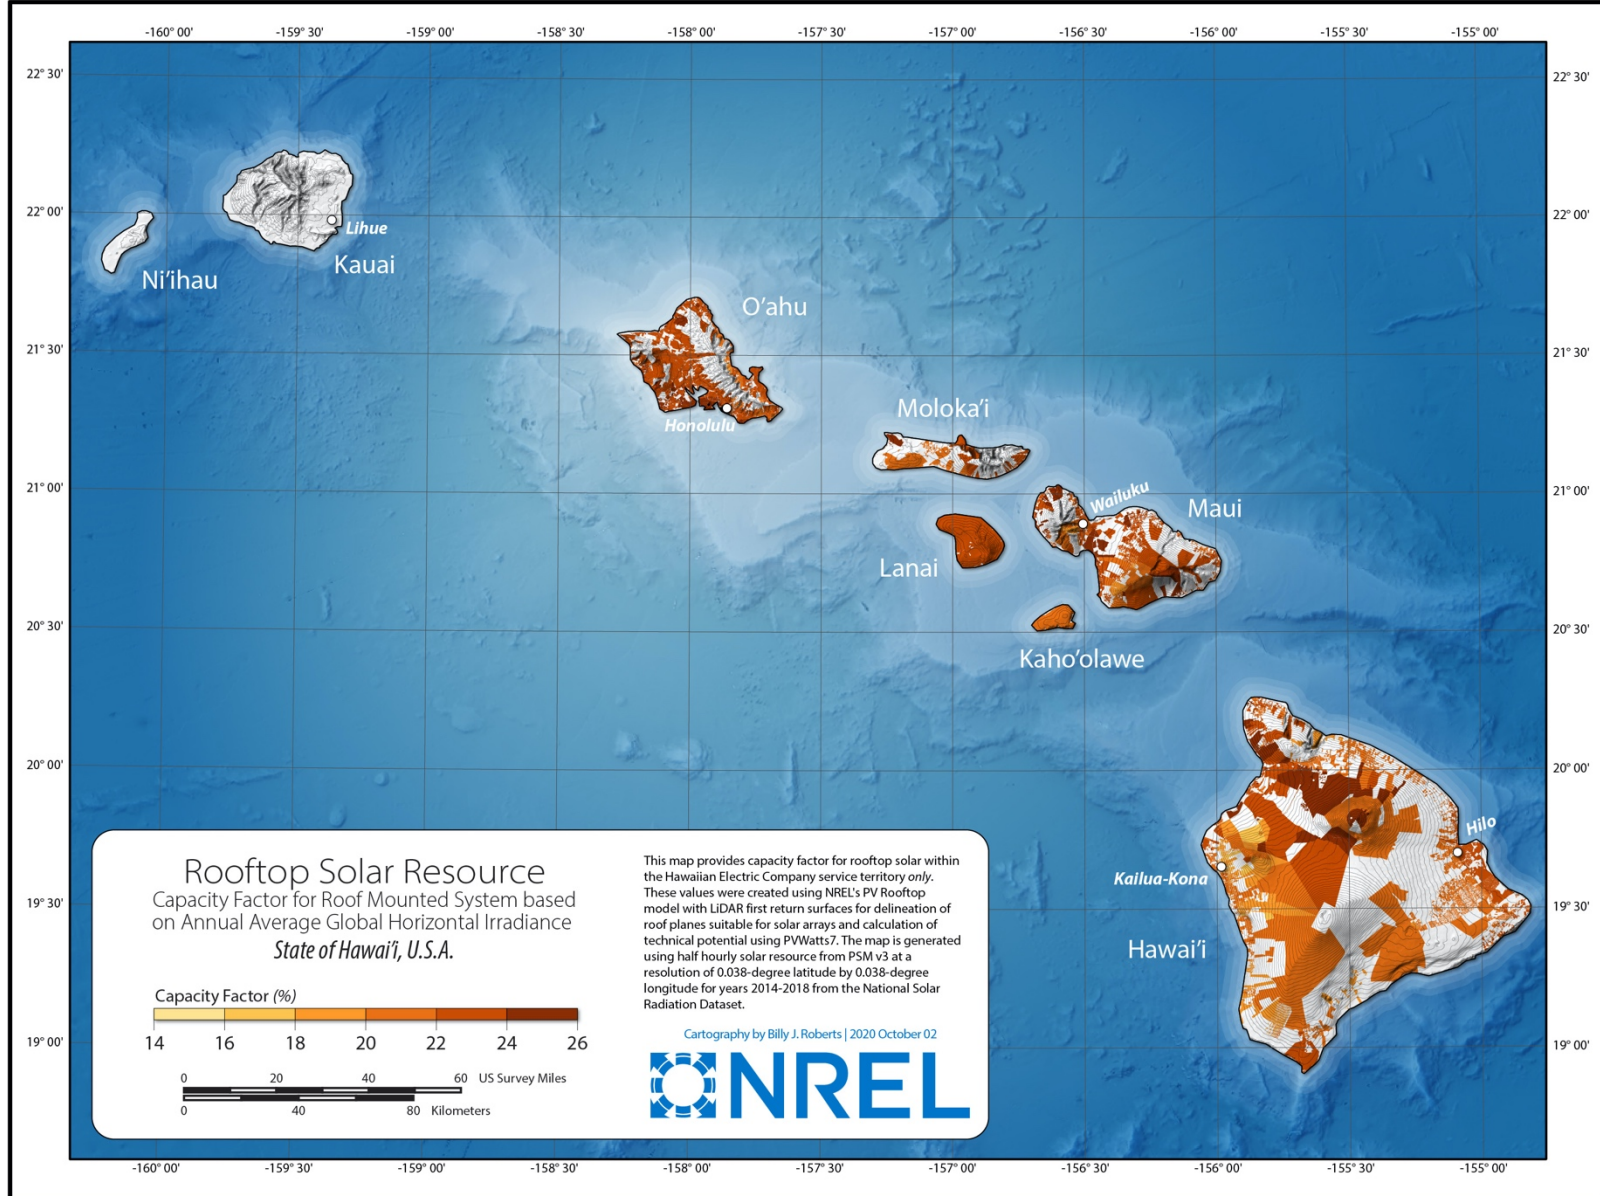 -160° 00' -159° 30' -159° 00' -158° 30' -158° 00' -157° 30' -157° 00' -156° 30' -156° 00' -155° 30' -155° 00'
22° 30' 22° 30'
22° 00' 22° 00'
Lihue
Kauai
Ni'ihau
O'ahu
21° 30' 21° 30'
Moloka'i
Honolulu
21° 00' 21° 00'
Wailuku
Maui
Lanai
20° 30' 20° 30'
Kaho'olawe
20° 00' 20° 00'
Hilo
Kailua-Kona
19° 30' 19° 30'
Hawai'i
19° 00' 19° 00'
Rooftop Solar Resource
Capacity Factor for Roof Mounted System based
on Annual Average Global Horizontal Irradiance
State of Hawai'i, U.S.A.
Capacity Factor (%)
14 16 18 20 22 24 26
0 20 40 60 US Survey Miles
0 40 80 Kilometers
This map provides capacity factor for rooftop solar within
the Hawaiian Electric Company service territory only.
These values were created using NREL's PV Rooftop
model with LiDAR first return surfaces for delineation of
roof planes suitable for solar arrays and calculation of
technical potential using PVWatts7. The map is generated
using half hourly solar resource from PSM v3 at a
resolution of 0.038-degree latitude by 0.038-degree
longitude for years 2014-2018 from the National Solar
Radiation Dataset.
Cartography by Billy J. Roberts | 2020 October 02
NREL
-160° 00' -159° 30' -159° 00' -158° 30' -158° 00' -157° 30' -157° 00' -156° 30' -156° 00' -155° 30' -155° 00'